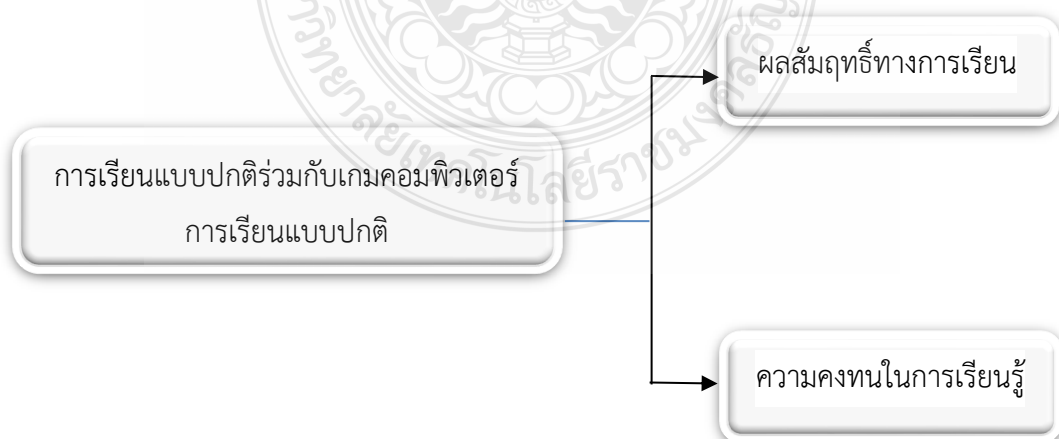 ผลสัมฤทธิ์ทางการเรียน
การเรียนแบบปกติร่วมกับเกมคอมพิวเตอร์
การเรียนแบบปกติ
ความคงทนในการเรียนรู้